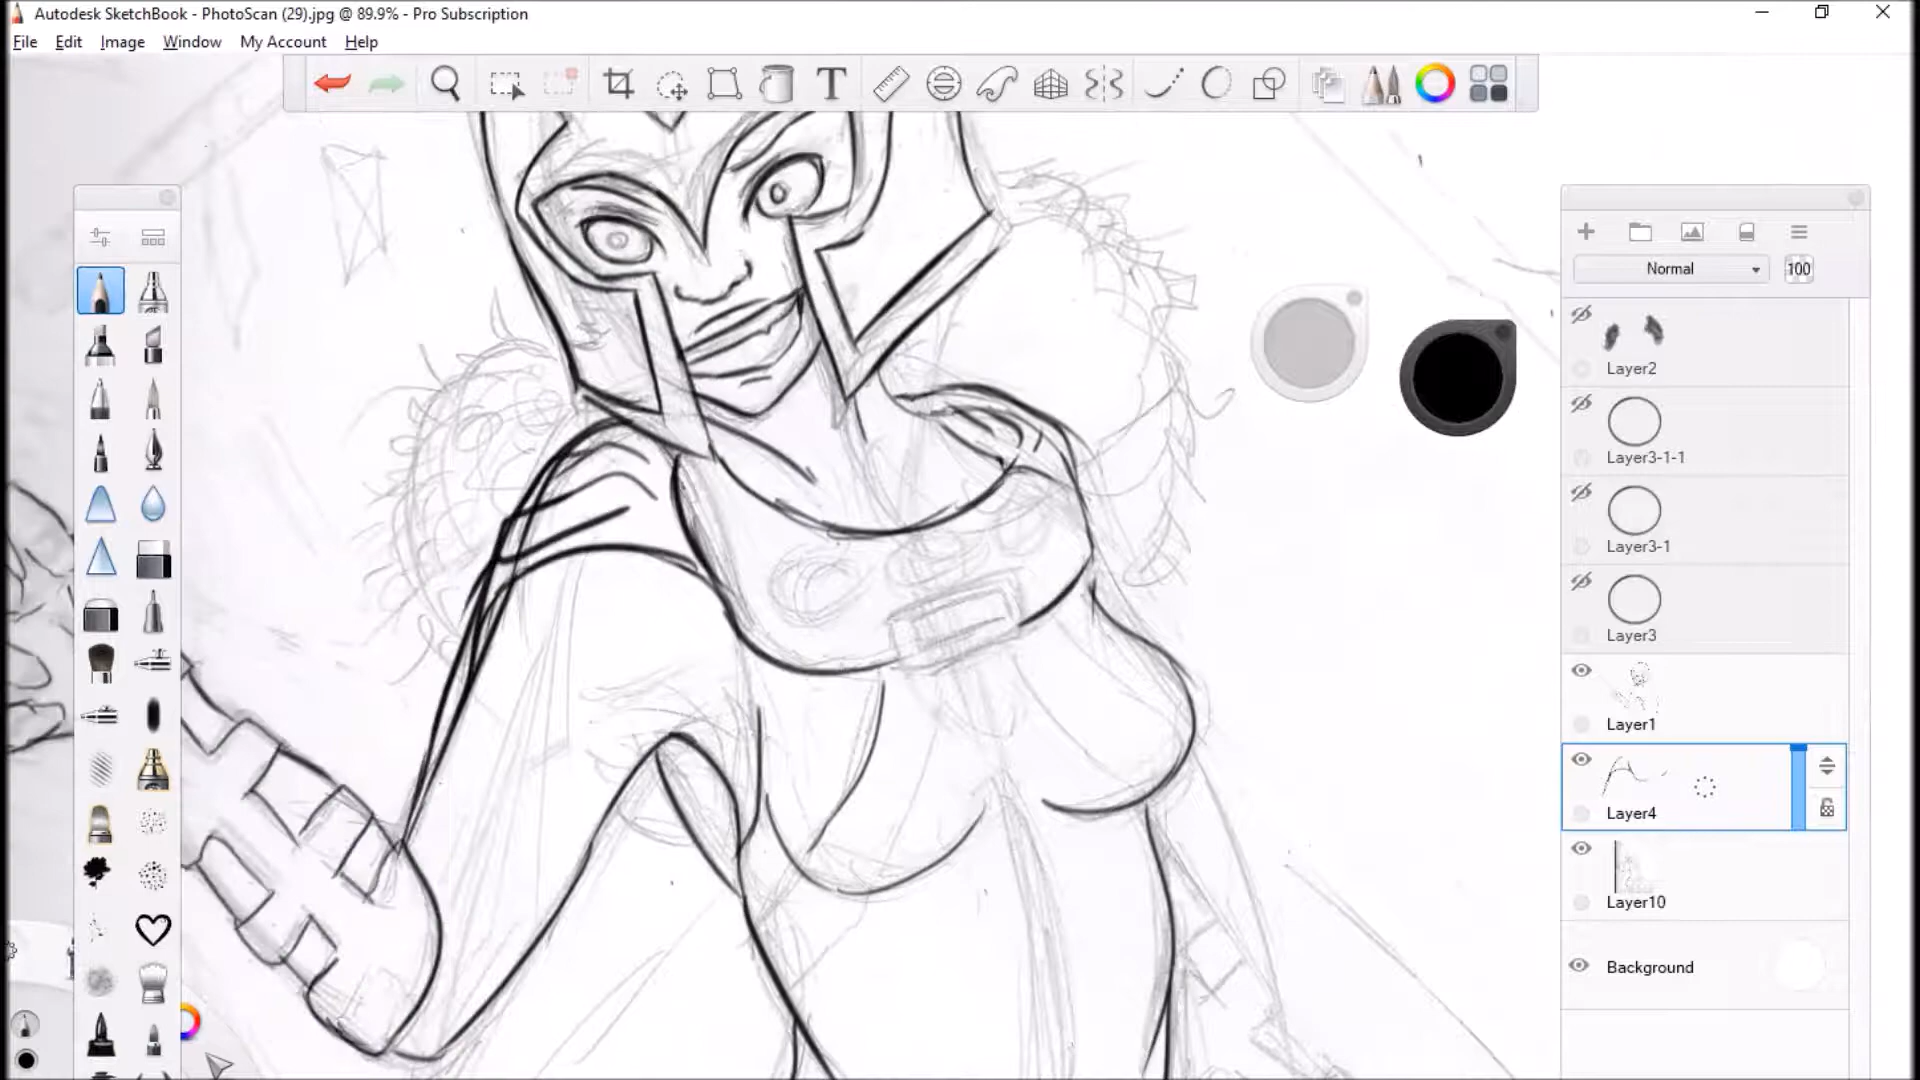 Autodesk SketchBook - PhotoScan (29).jpg @ 89.9% - Pro Subscription
File Edit Image Window My Account Help
T
Normal 100
Layer2
Layer3-1-1
Layer3-1
Layer3
Layer1
Layer4
Layer10
Background